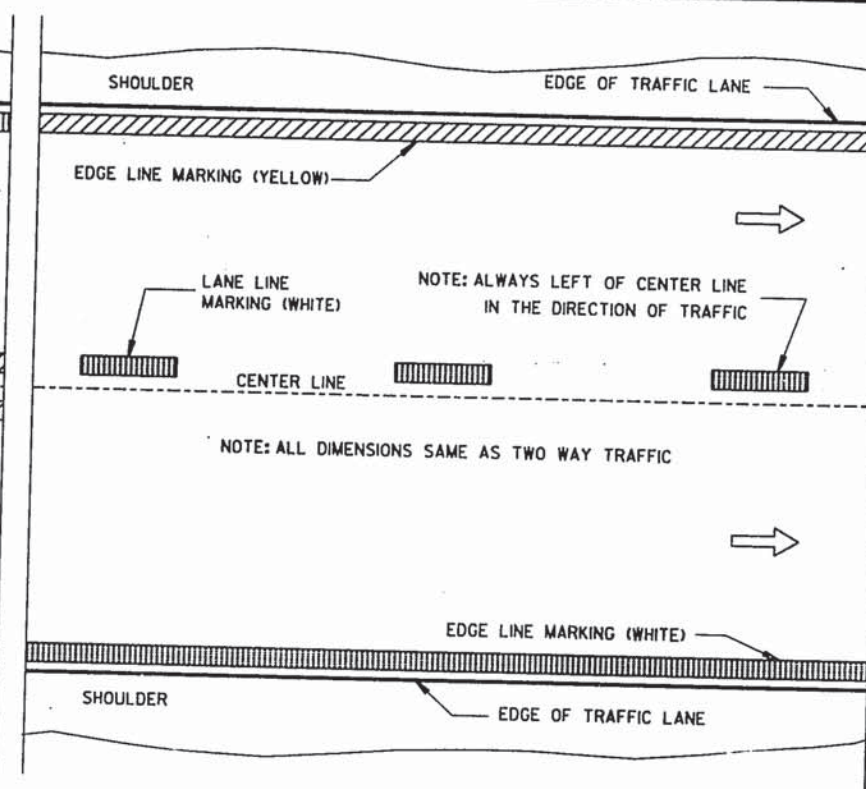 SHOULDER
EDGE OF TRAFFIC LANE
EDGE LINE MARKING (YELLOW)
LANE LINE
MARKING (WHITE)
NOTE: ALWAYS LEFT OF CENTER LINE
IN THE DIRECTION OF TRAFFIC
CENTER LINE
NOTE: ALL DIMENSIONS SAME AS TWO WAY TRAFFIC
EDGE LINE MARKING (WHITE)
SHOULDER
EDGE OF TRAFFIC LANE